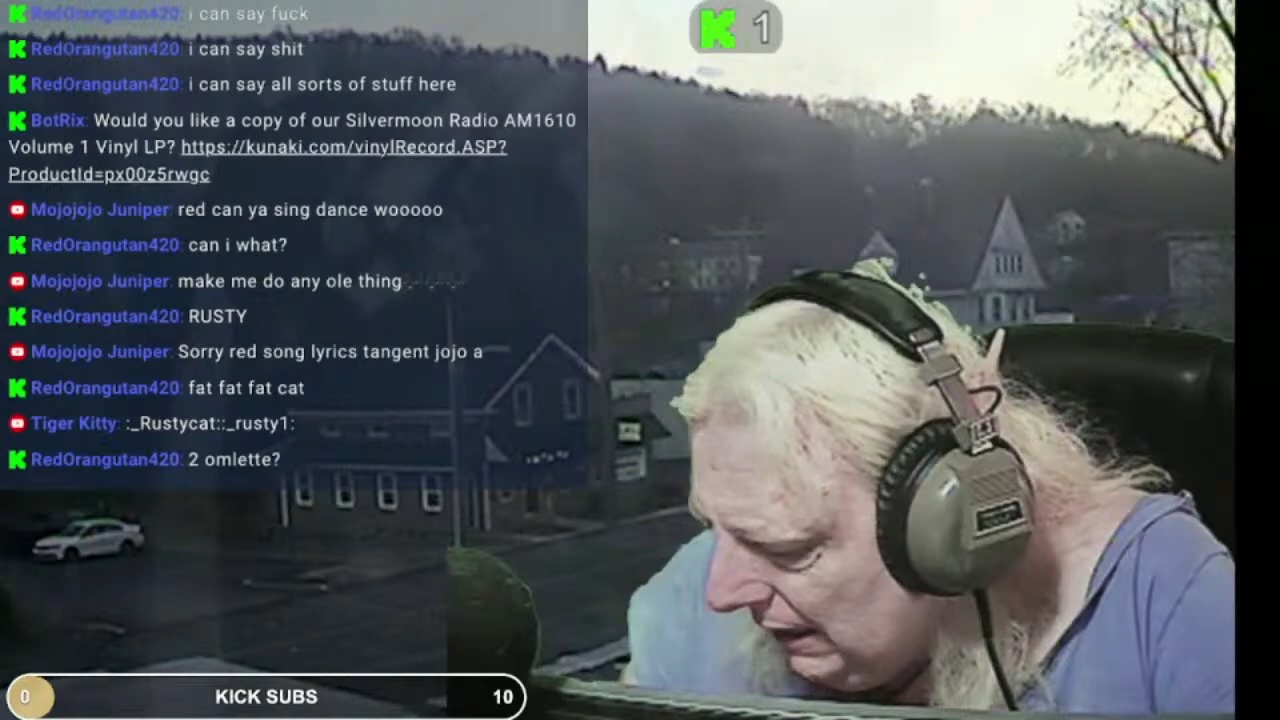 RedOrangutan420: i can say fuck
RedOrangutan420: i can say shit
RedOrangutan420: i can say all sorts of stuff here
BotRix: Would you like a copy of our Silvermoon Radio AM1610
Volume 1 Vinyl LP? https://kunaki.com/vinylRecord.ASP?
ProductId=px00z5rwgc
Mojojojo Juniper: red can ya sing dance wooooo
RedOrangutan420: can i what?
Mojojojo Juniper: make me do any ole thing
RedOrangutan420: RUSTY
Mojojojo Juniper: Sorry red song lyrics tangent jojo a
RedOrangutan420: fat fat fat cat
Tiger Kitty: :_Rustycat::_rusty1:
RedOrangutan420: 2 omlette?
K 1
0 KICK SUBS 10